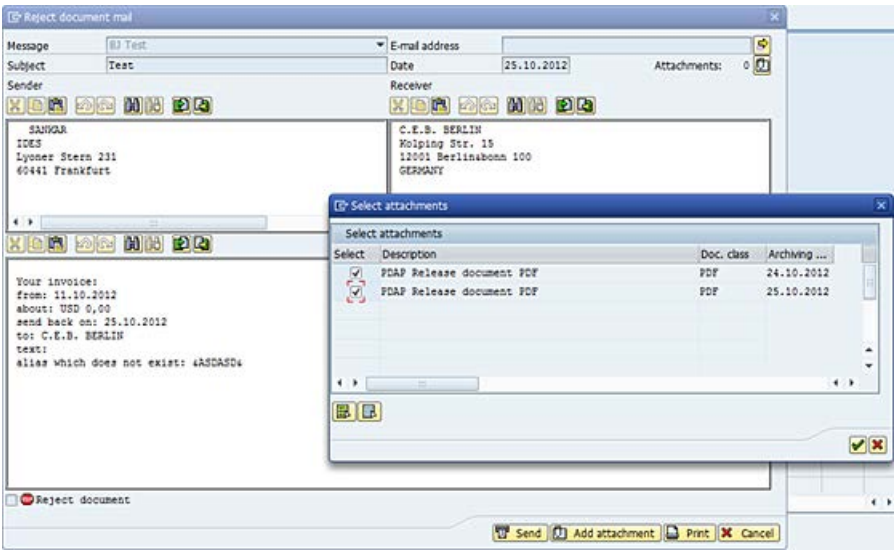 Reject document mail
Message BJ Test E-mail address
Subject Test Date 25.10.2012 Attachments: 0
Sender Receiver
SANKAR
IDES
Lyoner Stern 231
60441 Frankfurt
C.E.B. BERLIN
Kolping Str. 15
12001 Berlin&bonn 100
GERMANY
Select attachments
Select attachments
Select Description Doc. class Archiving ...
PDAP Release document PDF PDF 24.10.2012
PDAP Release document PDF PDF 25.10.2012
Your invoice:
from: 11.10.2012
about: USD 0,00
send back on: 25.10.2012
to: C.E.B. BERLIN
text:
alias which does not exist: &ASDASD&
Reject document
Send Add attachment Print Cancel